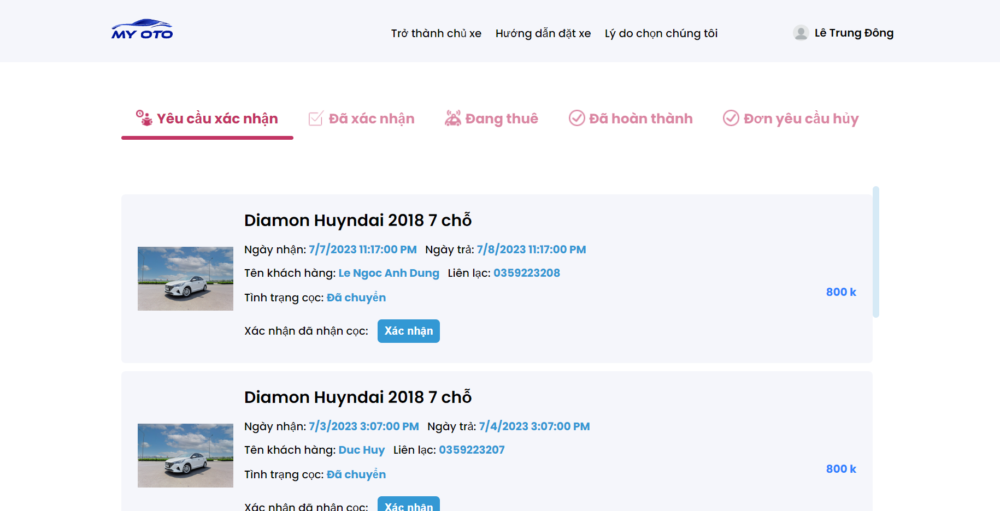 MY OTO
Trở thành chủ xe Hướng dẫn đặt xe Lý do chọn chúng tôi Lê Trung Đông
Yêu cầu xác nhận Đã xác nhận Đang thuê Đã hoàn thành Đơn yêu cầu hủy
Diamon Huyndai 2018 7 chỗ
Ngày nhận: 7/7/2023 11:17:00 PM Ngày trả: 7/8/2023 11:17:00 PM
Tên khách hàng: Le Ngoc Anh Dung Liên lạc: 0359223208
800 k
Tình trạng cọc: Đã chuyển
Xác nhận đã nhận cọc: Xác nhận
Diamon Huyndai 2018 7 chỗ
Ngày nhận: 7/3/2023 3:07:00 PM Ngày trả: 7/4/2023 3:07:00 PM
Tên khách hàng: Duc Huy Liên lạc: 0359223207
800 k
Tình trạng cọc: Đã chuyển
Xác nhận đã nhận cọc: Xác nhận